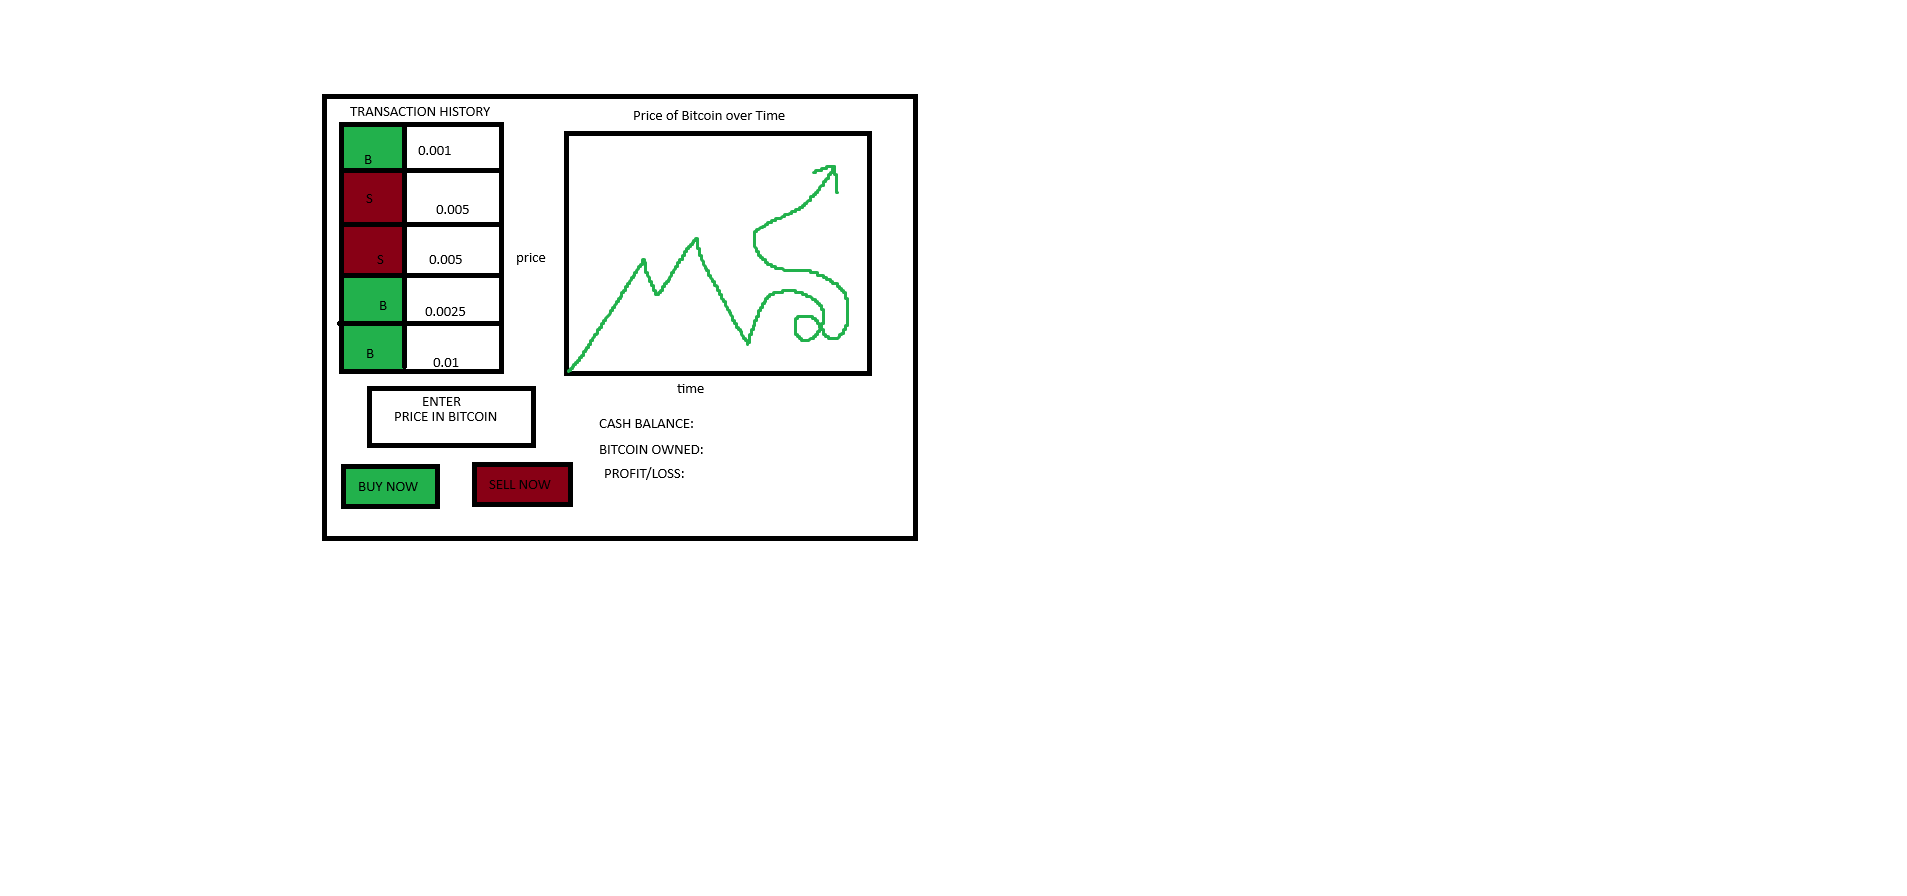 TRANSACTION HISTORY
B 0.001
S 0.005
S 0.005
B 0.0025
B 0.01
ENTER
PRICE IN BITCOIN
BUY NOW
SELL NOW
Price of Bitcoin over Time
price
time
CASH BALANCE:
BITCOIN OWNED:
PROFIT/LOSS: